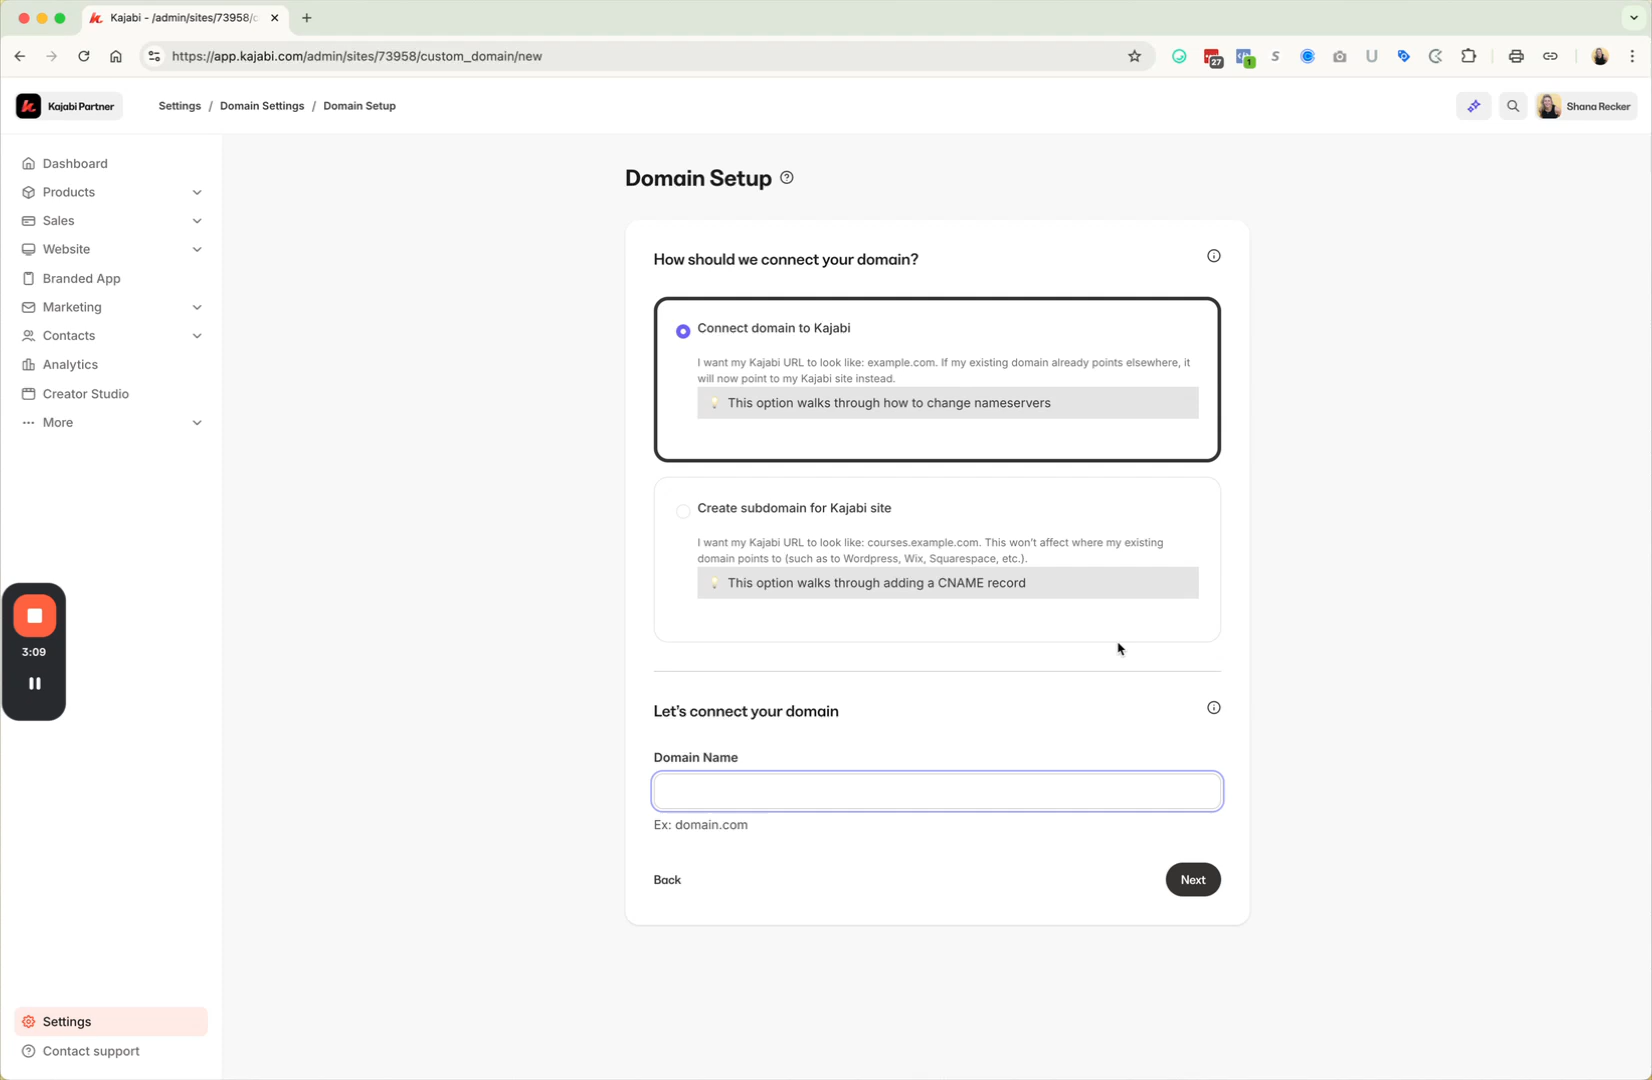 Kajabi - /admin/sites/73958/c
https://app.kajabi.com/admin/sites/73958/custom_domain/new
27
1
S
U
Kajabi Partner
Settings / Domain Settings / Domain Setup
Shana Recker
Dashboard
Products
Sales
Website
Branded App
Marketing
Contacts
Analytics
Creator Studio
More
3:09
Settings
Contact support
Domain Setup
How should we connect your domain?
Connect domain to Kajabi
I want my Kajabi URL to look like: example.com. If my existing domain already points elsewhere, it
will now point to my Kajabi site instead.
This option walks through how to change nameservers
Create subdomain for Kajabi site
I want my Kajabi URL to look like: courses.example.com. This won't affect where my existing
domain points to (such as to Wordpress, Wix, Squarespace, etc.).
This option walks through adding a CNAME record
Let's connect your domain
Domain Name
Ex: domain.com
Back
Next